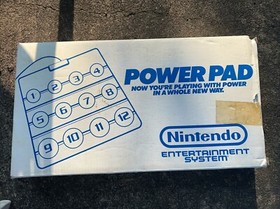 POWER PAD
NOW YOU'RE PLAYING WITH POWER
IN A WHOLE NEW WAY.
1 2 3 4
5 6 7 8
9 10 11 12
Nintendo
ENTERTAINMENT
SYSTEM